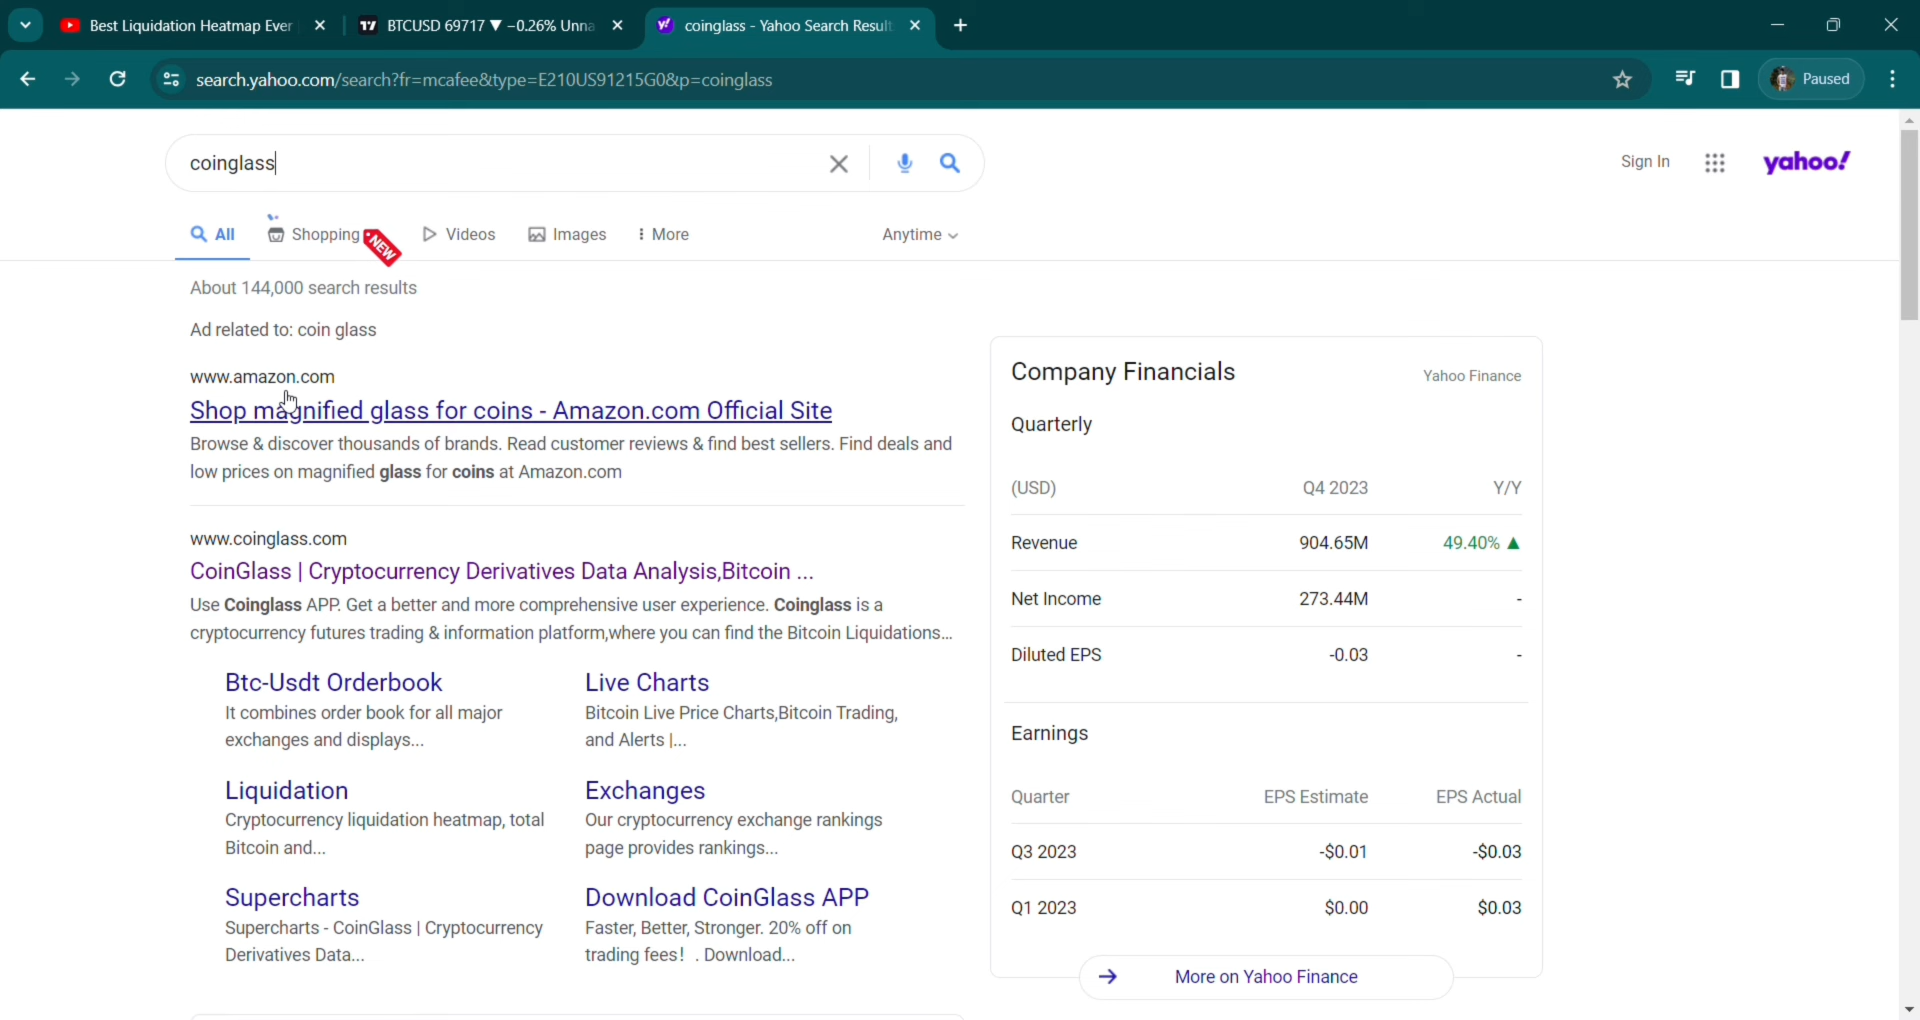 Best Liquidation Heatmap Ever
BTCUSD 69717 ▼ −0.26% Unna
coinglass - Yahoo Search Result
search.yahoo.com/search?fr=mcafee&type=E210US91215G0&p=coinglass
Paused
coinglass
Sign In
yahoo!
All
Shopping
NEW
Videos
Images
More
Anytime
About 144,000 search results
Ad related to: coin glass
www.amazon.com
Shop magnified glass for coins - Amazon.com Official Site
Browse & discover thousands of brands. Read customer reviews & find best sellers. Find deals and
low prices on magnified glass for coins at Amazon.com
www.coinglass.com
CoinGlass | Cryptocurrency Derivatives Data Analysis,Bitcoin ...
Use Coinglass APP. Get a better and more comprehensive user experience. Coinglass is a
cryptocurrency futures trading & information platform,where you can find the Bitcoin Liquidations...
Btc-Usdt Orderbook
It combines order book for all major
exchanges and displays...
Live Charts
Bitcoin Live Price Charts,Bitcoin Trading,
and Alerts |...
Liquidation
Cryptocurrency liquidation heatmap, total
Bitcoin and...
Exchanges
Our cryptocurrency exchange rankings
page provides rankings...
Supercharts
Supercharts - CoinGlass | Cryptocurrency
Derivatives Data...
Download CoinGlass APP
Faster, Better, Stronger. 20% off on
trading fees! . Download...
Company Financials
Yahoo Finance
Quarterly
(USD) Q4 2023 Y/Y
Revenue 904.65M 49.40% ▲
Net Income 273.44M -
Diluted EPS -0.03 -
Earnings
Quarter EPS Estimate EPS Actual
Q3 2023 -$0.01 -$0.03
Q1 2023 $0.00 $0.03
More on Yahoo Finance